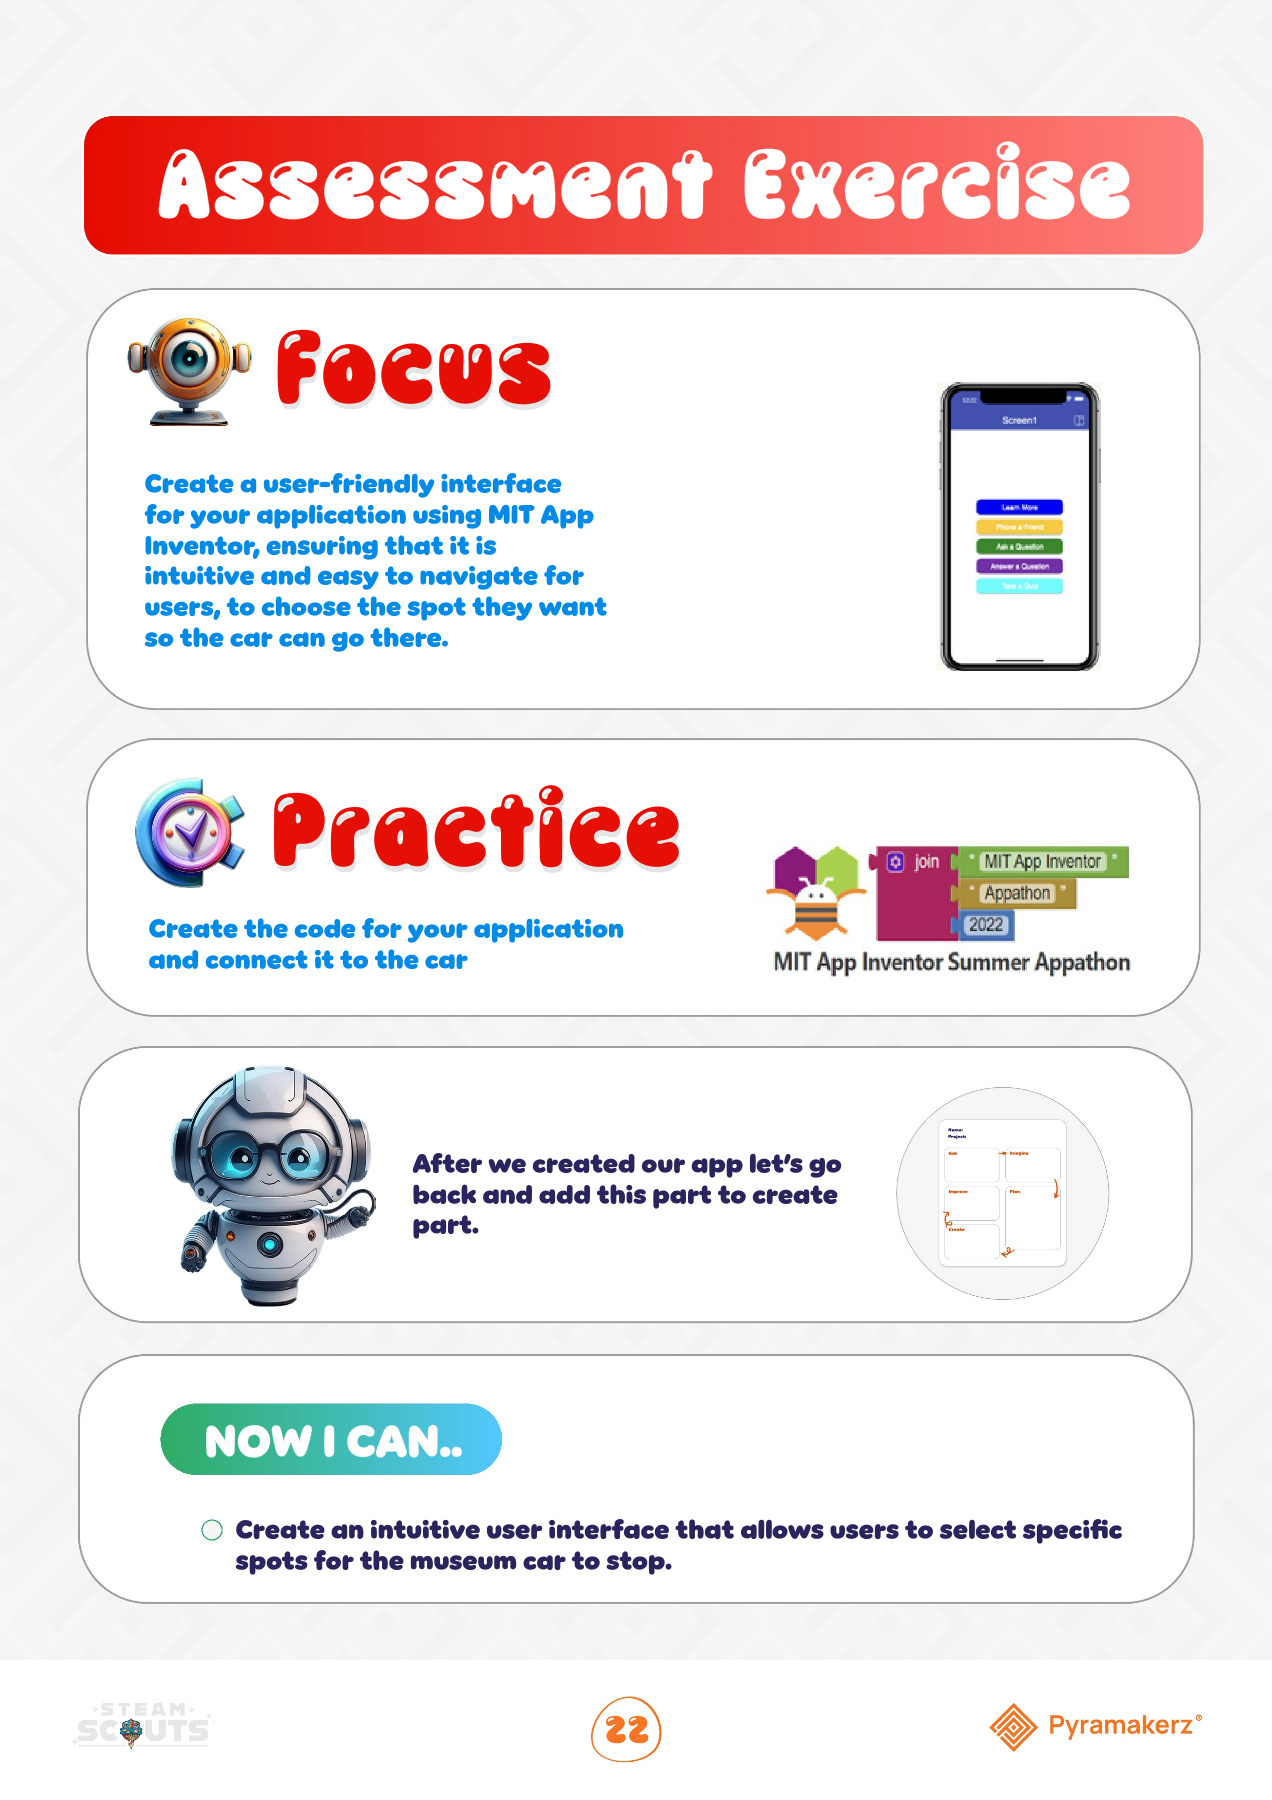 Assessment Exercise
Focus
Create a user-friendly interface
for your application using MIT App
Inventor, ensuring that it is
intuitive and easy to navigate for
users, to choose the spot they want
so the car can go there.
12:22
Screen1
Learn More
Phone a Friend
Ask a Question
Answer a Question
Take a Quiz
Practice
Create the code for your application
and connect it to the car
join " MIT App Inventor "
" Appathon "
2022
MIT App Inventor Summer Appathon
After we created our app let's go
back and add this part to create
part.
Name:
Project:
Ask
Imagine
Improve
Plan
Create
NOW I CAN..
Create an intuitive user interface that allows users to select specific
spots for the museum car to stop.
STEAM
SCOUTS
22
Pyramakerz®